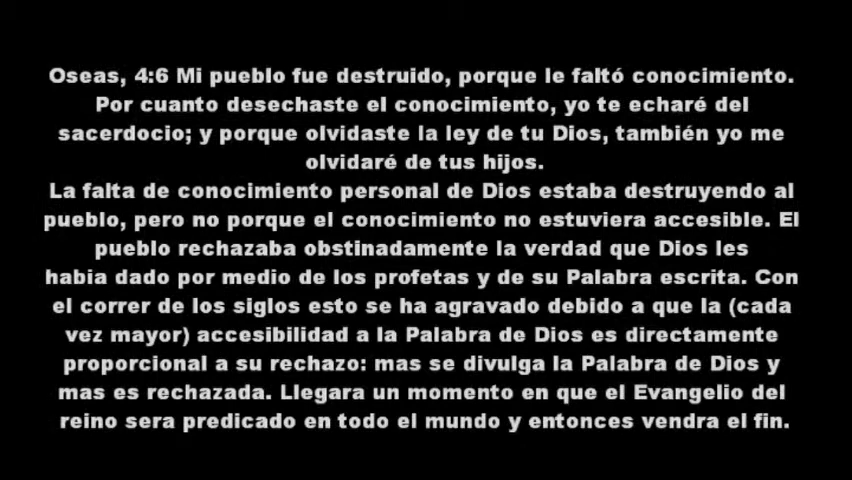 Oseas, 4:6 Mi pueblo fue destruido, porque le faltó conocimiento.
Por cuanto desechaste el conocimiento, yo te echaré del
sacerdocio; y porque olvidaste la ley de tu Dios, también yo me
olvidaré de tus hijos.
La falta de conocimiento personal de Dios estaba destruyendo al
pueblo, pero no porque el conocimiento no estuviera accesible. El
pueblo rechazaba obstinadamente la verdad que Dios les
habia dado por medio de los profetas y de su Palabra escrita. Con
el correr de los siglos esto se ha agravado debido a que la (cada
vez mayor) accesibilidad a la Palabra de Dios es directamente
proporcional a su rechazo: mas se divulga la Palabra de Dios y
mas es rechazada. Llegara un momento en que el Evangelio del
reino sera predicado en todo el mundo y entonces vendra el fin.